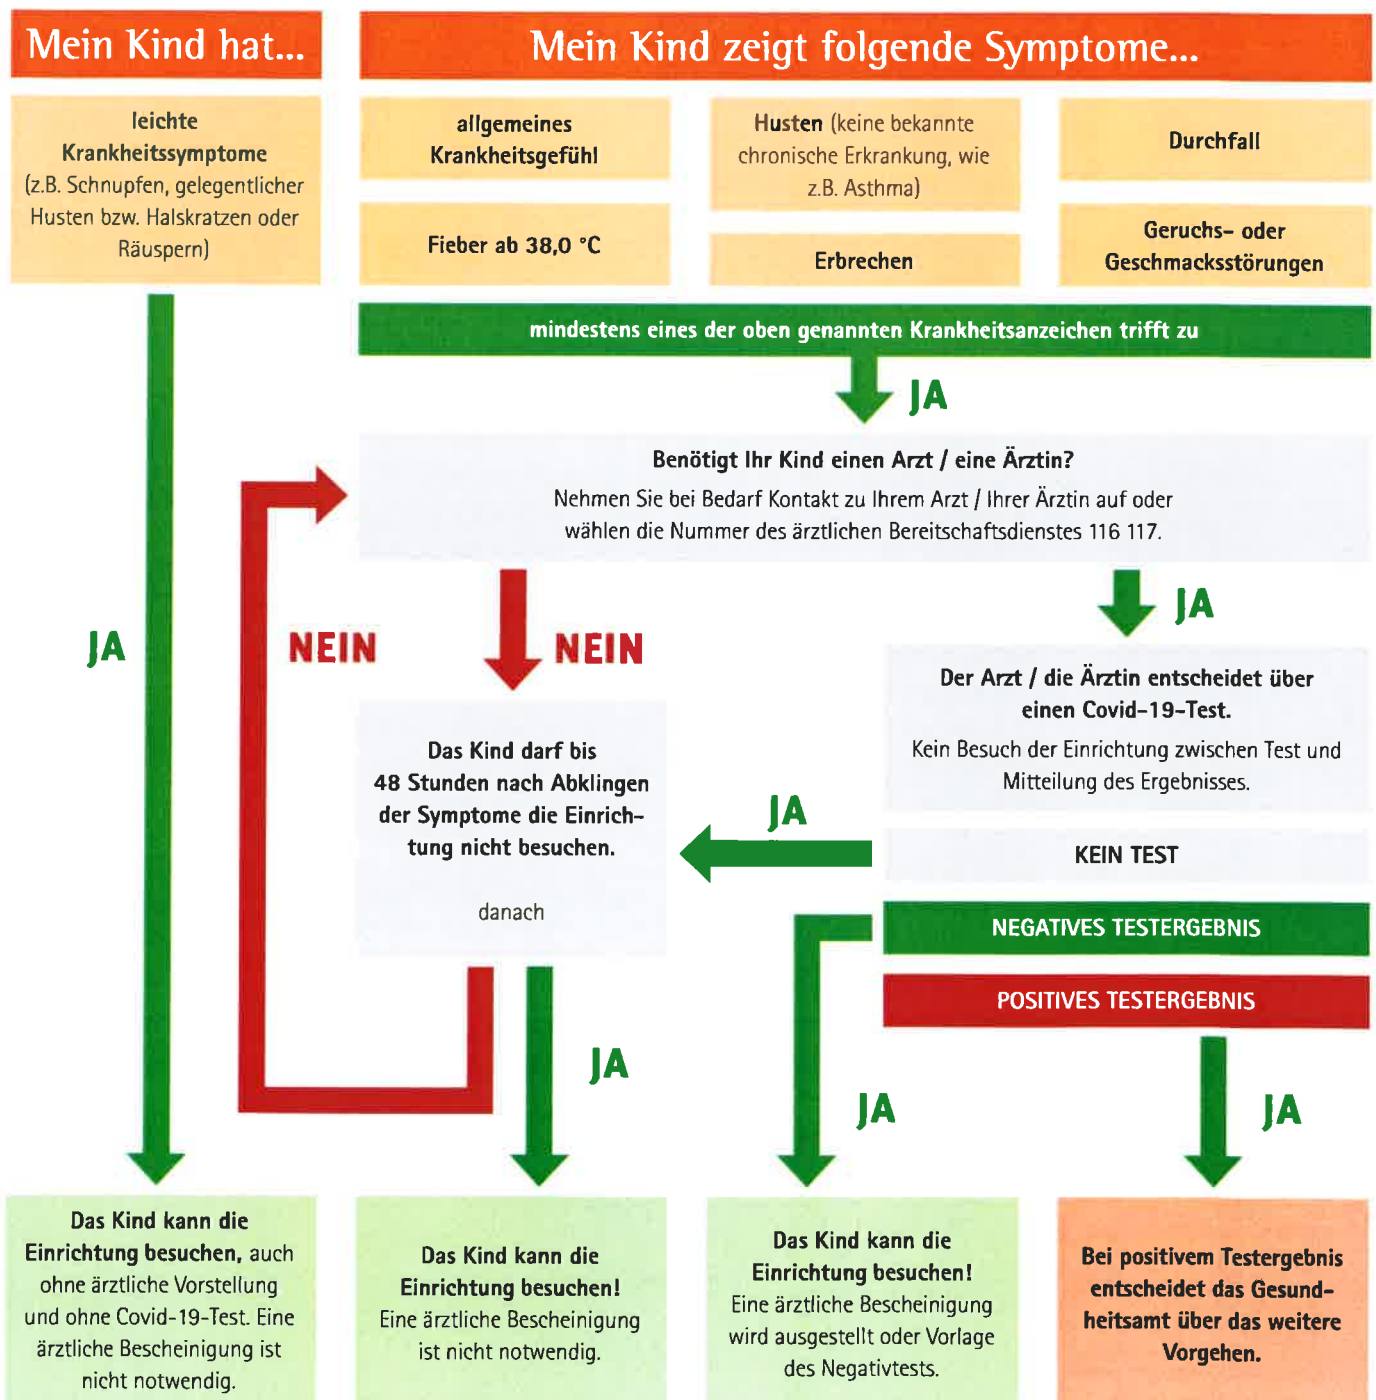 Mein Kind hat...
Mein Kind zeigt folgende Symptome...
leichte
Krankheitssymptome
(z.B. Schnupfen, gelegentlicher
Husten bzw. Halskratzen oder
Räuspern)
allgemeines
Krankheitsgefühl
Husten (keine bekannte
chronische Erkrankung, wie
z.B. Asthma)
Durchfall
Fieber ab 38,0 °C
Erbrechen
Geruchs- oder
Geschmacksstörungen
mindestens eines der oben genannten Krankheitsanzeichen trifft zu
JA
Benötigt Ihr Kind einen Arzt / eine Ärztin?
Nehmen Sie bei Bedarf Kontakt zu Ihrem Arzt / Ihrer Ärztin auf oder
wählen die Nummer des ärztlichen Bereitschaftsdienstes 116 117.
JA
NEIN
NEIN
JA
Das Kind darf bis
48 Stunden nach Abklingen
der Symptome die Einrich-
tung nicht besuchen.
danach
Der Arzt / die Ärztin entscheidet über
einen Covid-19-Test.
Kein Besuch der Einrichtung zwischen Test und
Mitteilung des Ergebnisses.
JA
KEIN TEST
NEGATIVES TESTERGEBNIS
POSITIVES TESTERGEBNIS
JA
JA
JA
Das Kind kann die
Einrichtung besuchen, auch
ohne ärztliche Vorstellung
und ohne Covid-19-Test. Eine
ärztliche Bescheinigung ist
nicht notwendig.
Das Kind kann die
Einrichtung besuchen!
Eine ärztliche Bescheinigung
ist nicht notwendig.
Das Kind kann die
Einrichtung besuchen!
Eine ärztliche Bescheinigung
wird ausgestellt oder Vorlage
des Negativtests.
Bei positivem Testergebnis
entscheidet das Gesund-
heitsamt über das weitere
Vorgehen.